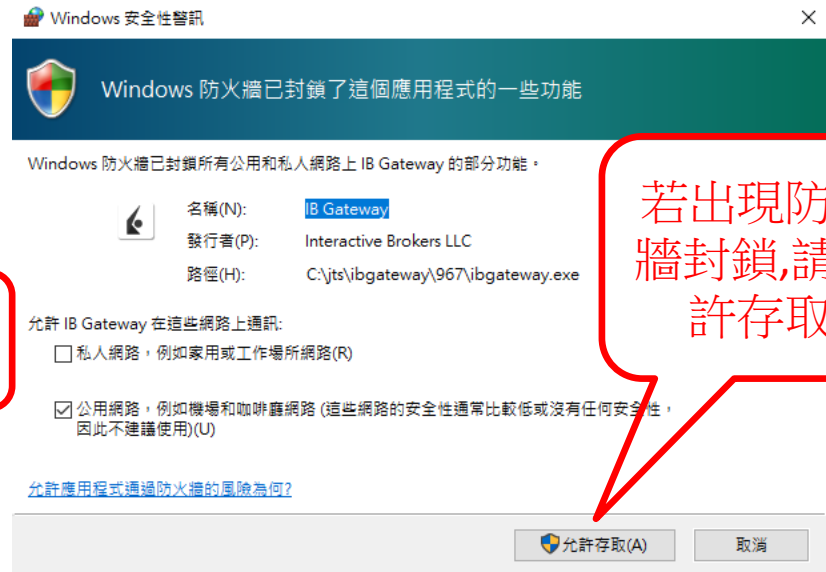 Windows 安全性警訊
Windows 防火牆已封鎖了這個應用程式的一些功能
Windows 防火牆已封鎖所有公用和私人網路上 IB Gateway 的部分功能。
名稱(N): IB Gateway
發行者(P): Interactive Brokers LLC
路徑(H): C:\jts\ibgateway\967\ibgateway.exe
允許 IB Gateway 在這些網路上通訊:
私人網路，例如家用或工作場所網路(R)
公用網路，例如機場和咖啡廳網路 (這些網路的安全性通常比較低或沒有任何安全性，
因此不建議使用)(U)
允許應用程式通過防火牆的風險為何?
允許存取(A) 取消
若出現防
牆封鎖,請
許存取